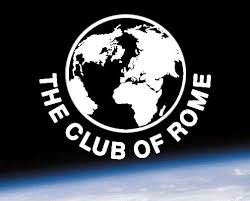 THE CLUB OF ROME